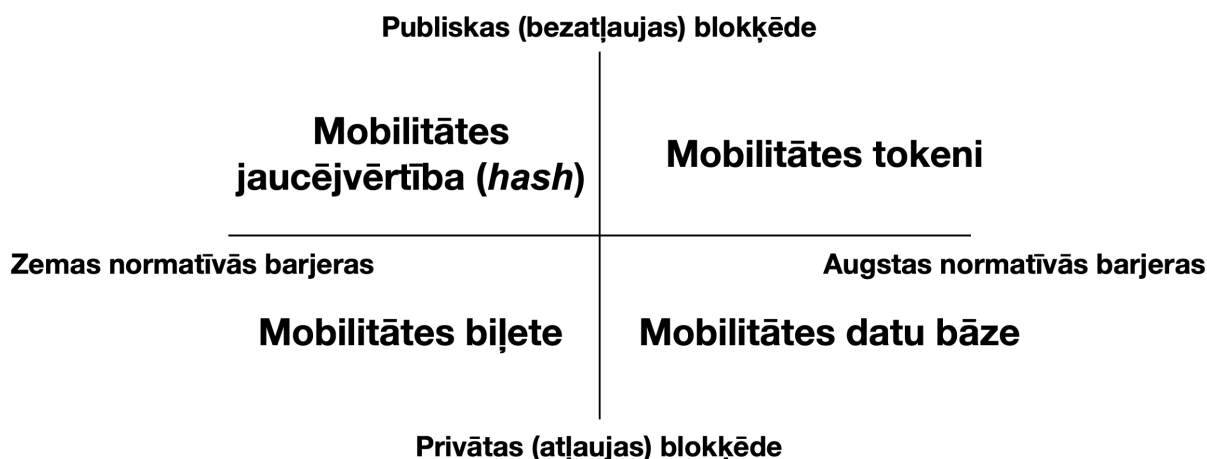 Publiskas (bezatļaujas) blokķēde
Mobilitātes
jaucējvērtība (hash)
Mobilitātes tokeni
Zemas normatīvās barjeras
Augstas normatīvās barjeras
Mobilitātes biļete
Mobilitātes datu bāze
Privātas (atļaujas) blokķēde